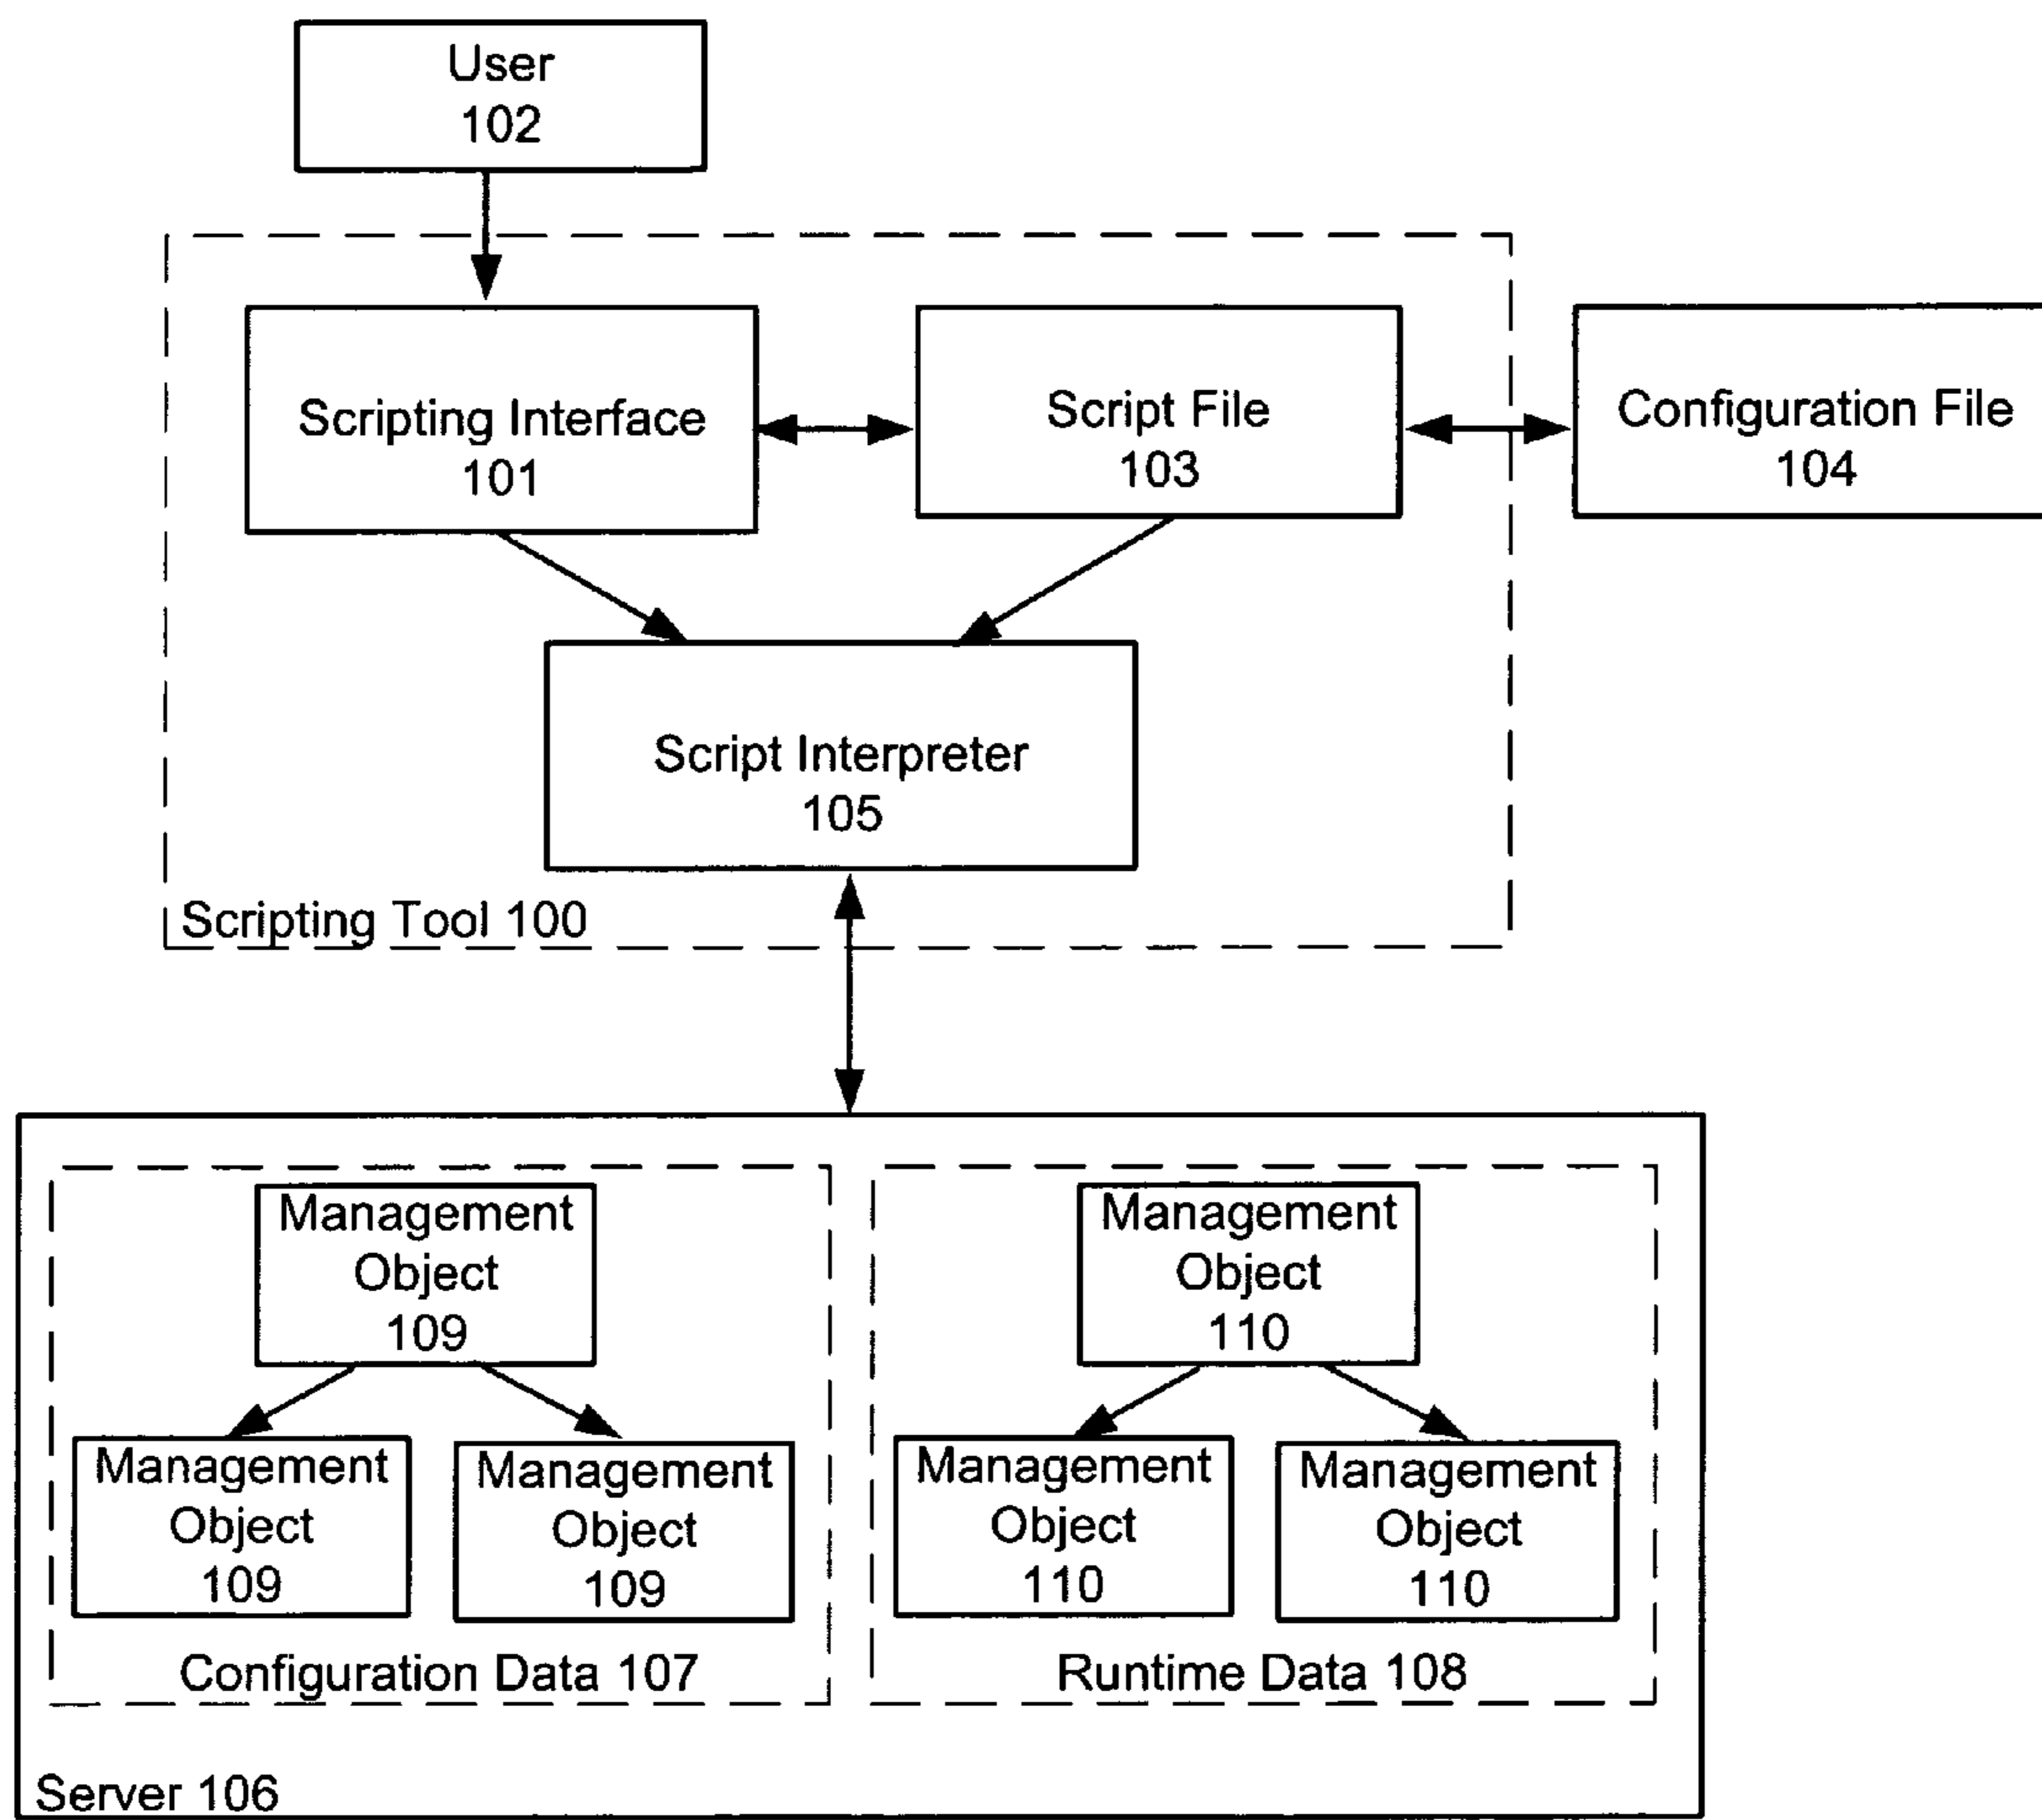 User
102
Scripting Interface
101
Script File
103
Configuration File
104
Script Interpreter
105
Scripting Tool 100
Management
Object
109
Management
Object
109
Management
Object
109
Configuration Data 107
Management
Object
110
Management
Object
110
Management
Object
110
Runtime Data 108
Server 106